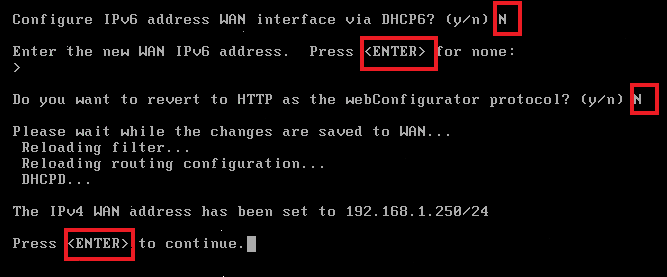 Configure IPv6 address WAN interface via DHCP6? (y/n) N
Enter the new WAN IPv6 address.  Press <ENTER> for none:
>
Do you want to revert to HTTP as the webConfigurator protocol? (y/n) N
Please wait while the changes are saved to WAN...
Reloading filter...
Reloading routing configuration...
DHCPD...
The IPv4 WAN address has been set to 192.168.1.250/24
Press <ENTER> to continue.